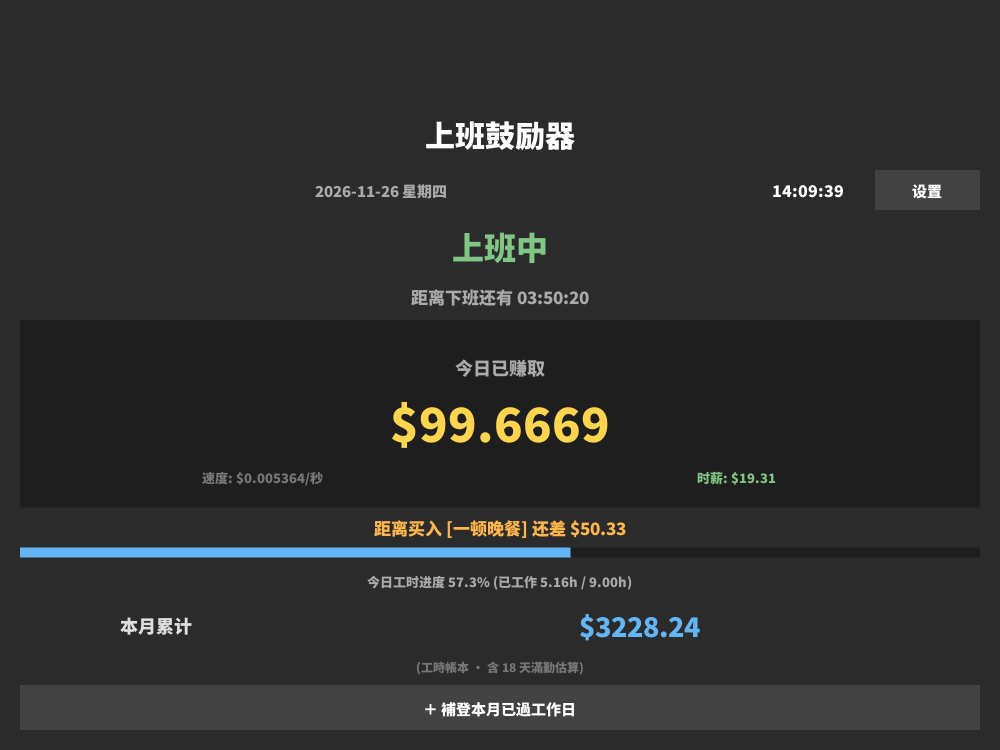 上班鼓励器
2026-11-26 星期四
14:09:39
设置
上班中
距离下班还有 03:50:20
今日已赚取
$99.6669
速度: $0.005364/秒
时薪: $19.31
距离买入 [一顿晚餐] 还差 $50.33
今日工时进度 57.3% (已工作 5.16h / 9.00h)
本月累计
$3228.24
(工時帳本 · 含 18 天滿勤估算)
＋ 補登本月已過工作日